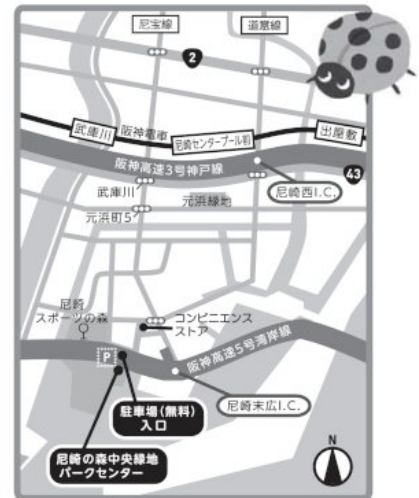 尼宝線
道意線
2
武庫川
阪神電車
尼崎センタープール前
出屋敷
阪神高速3号神戸線
43
武庫川
元浜緑地
尼崎西I.C.
元浜町5
尼崎
スポーツの森
コンビニエンス
ストア
P
阪神高速5号湾岸線
駐車場(無料)
入口
尼崎末広I.C.
尼崎の森中央緑地
パークセンター
N